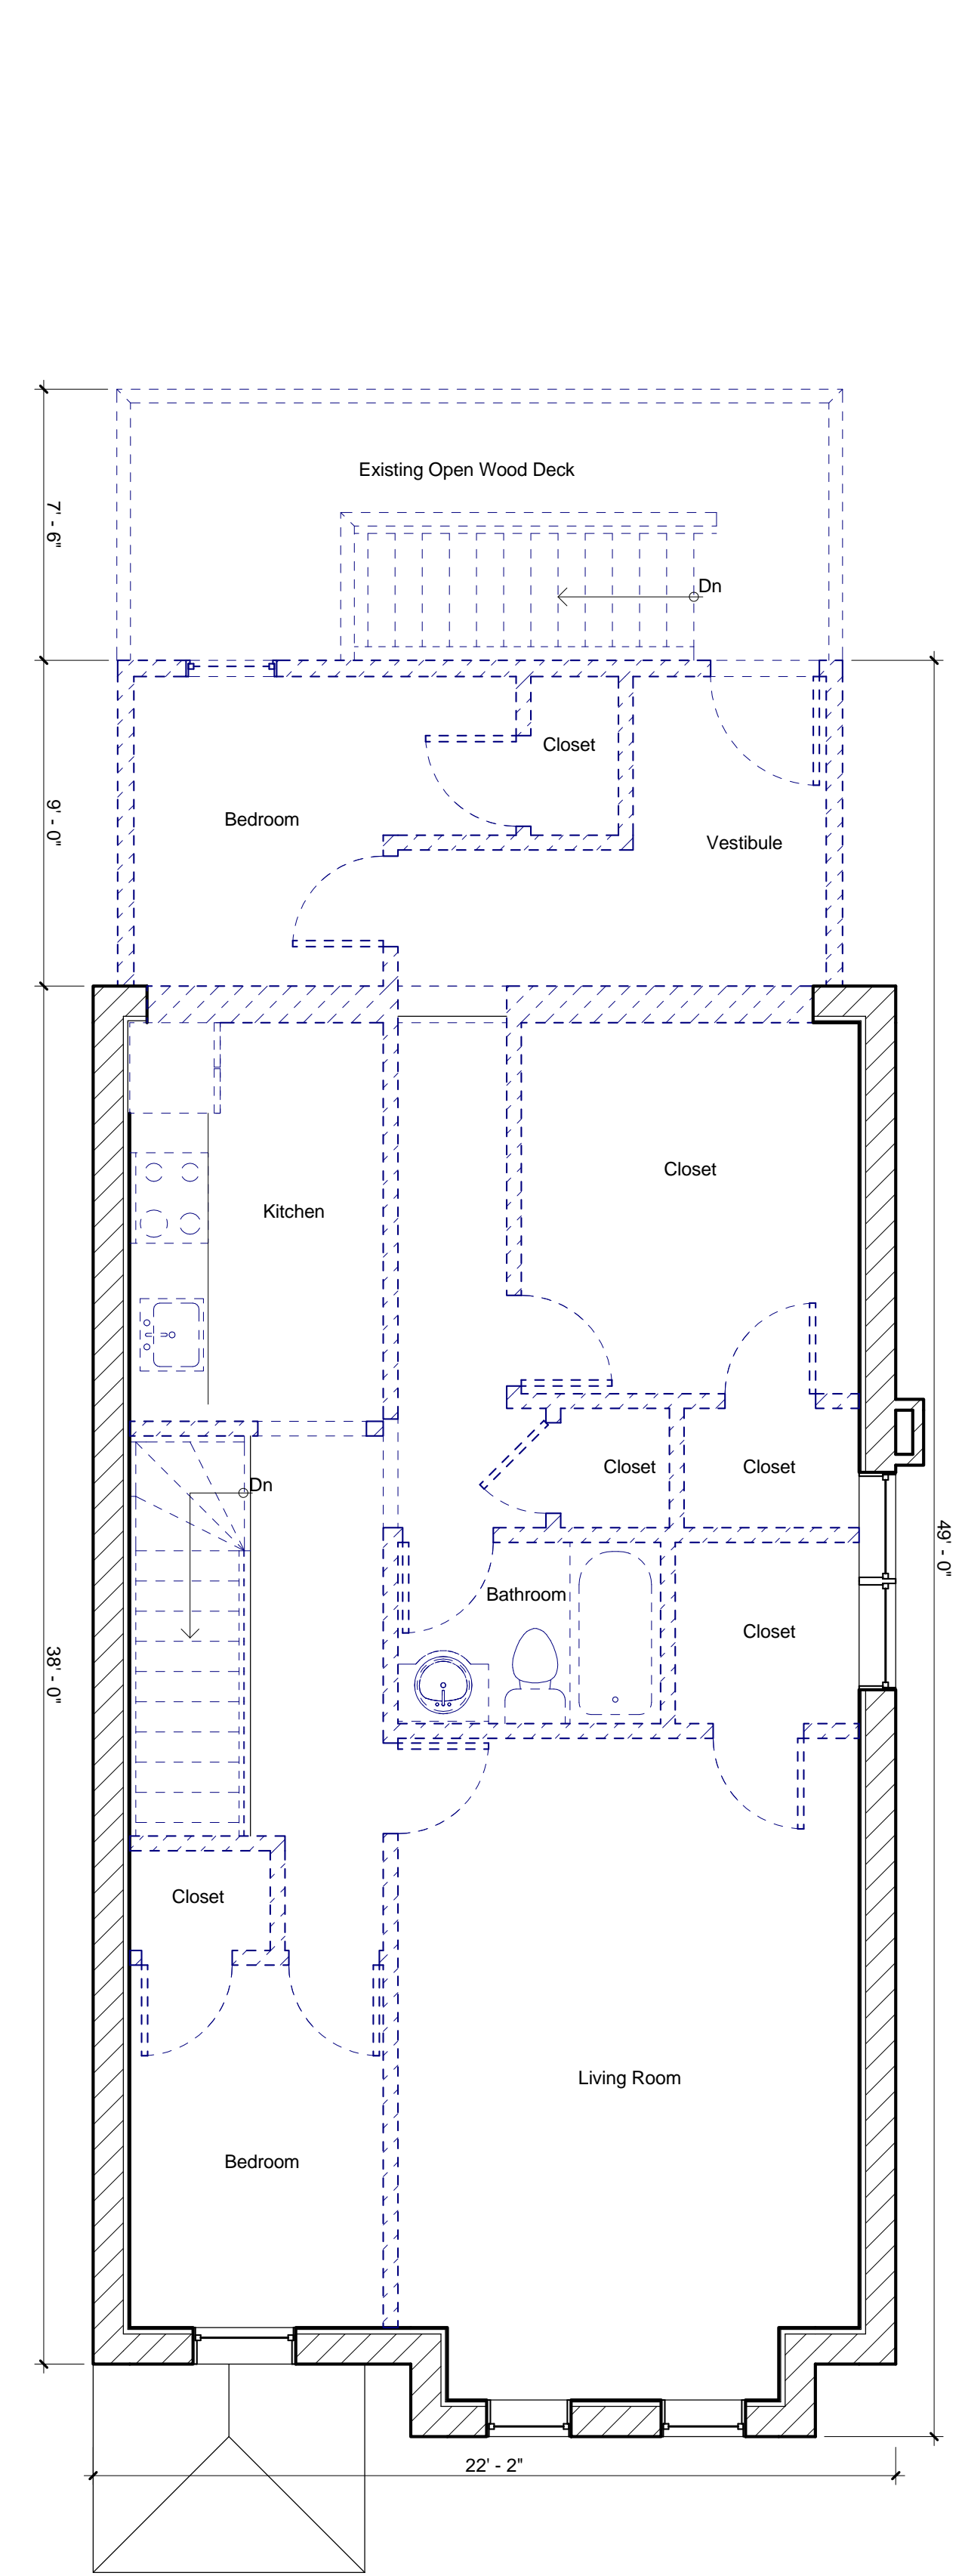 Existing Open Wood Deck
7' - 6"
Dn
Closet
Bedroom
9' - 0"
Vestibule
Closet
Kitchen
Closet
Closet
Dn
49' - 0"
Bathroom
Closet
38' - 0"
Closet
Living Room
Bedroom
22' - 2"